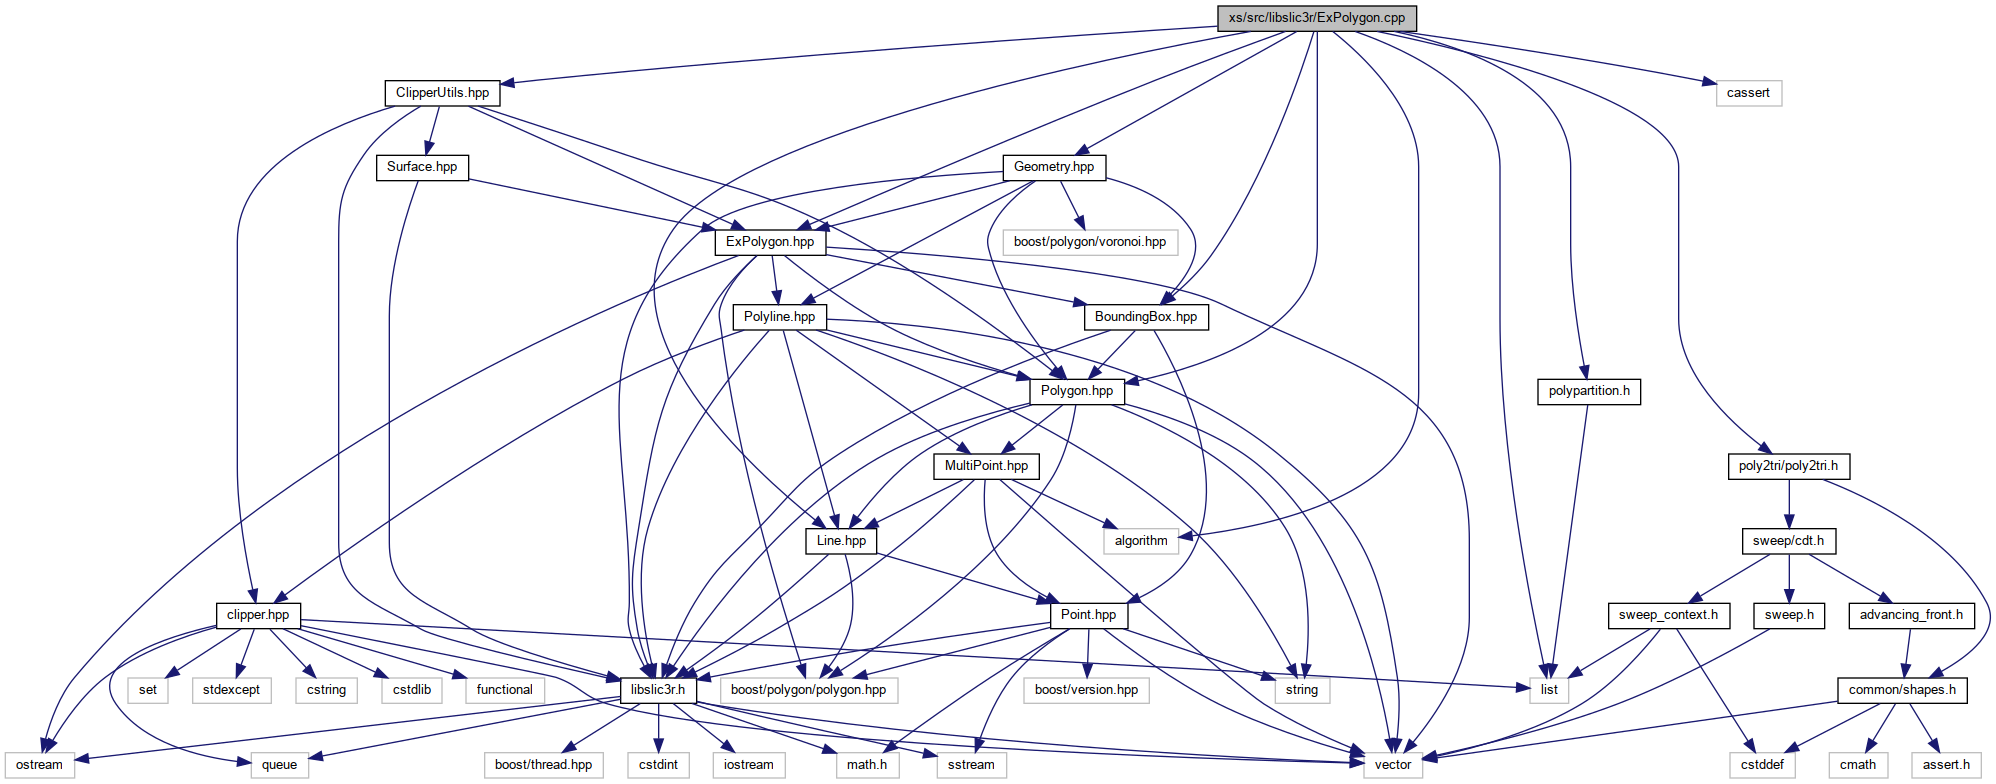 xs/src/libslic3r/ExPolygon.cpp
ClipperUtils.hpp
cassert
Surface.hpp
Geometry.hpp
ExPolygon.hpp
boost/polygon/voronoi.hpp
Polyline.hpp
BoundingBox.hpp
Polygon.hpp
polypartition.h
MultiPoint.hpp
poly2tri/poly2tri.h
Line.hpp
algorithm
sweep/cdt.h
clipper.hpp
Point.hpp
sweep_context.h
sweep.h
advancing_front.h
set
stdexcept
cstring
cstdlib
functional
libslic3r.h
boost/polygon/polygon.hpp
boost/version.hpp
string
list
common/shapes.h
ostream
queue
boost/thread.hpp
cstdint
iostream
math.h
sstream
vector
cstddef
cmath
assert.h